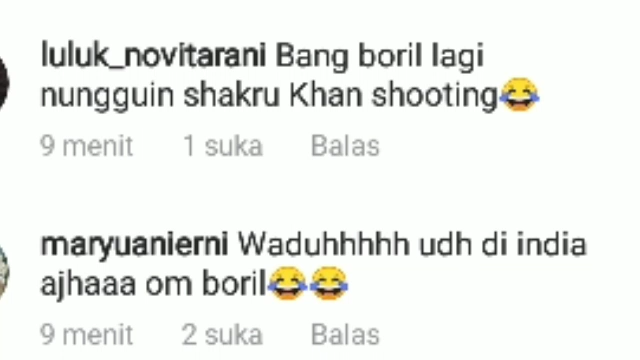 luluk_novitarani Bang boril lagi
nungguin shakru Khan shooting😂
9 menit 1 suka Balas
maryuanierni Waduhhhhh udh di india
ajhaaa om boril😂😂
9 menit 2 suka Balas